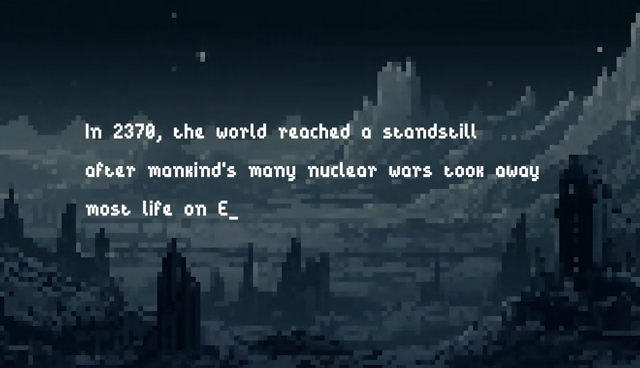 In 2370, the world reached a standstill
after mankind's many nuclear wars took away
most life on E_